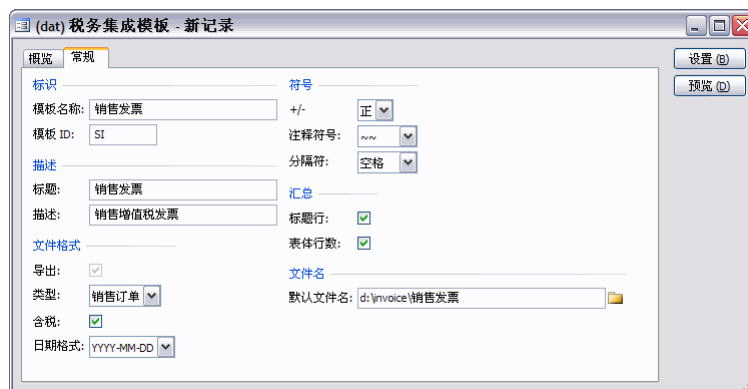 (dat) 税务集成模板 - 新记录
概览 常规
设置 (B)
预览 (D)
标识
模板名称: 销售发票
模板 ID: SI
描述
标题: 销售发票
描述: 销售增值税发票
文件格式
导出:
类型: 销售订单
含税:
日期格式: YYYY-MM-DD
符号
+/- 正
注释符号: ~~
分隔符: 空格
汇总
标题行:
表体行数:
文件名
默认文件名: d:\invoice\销售发票